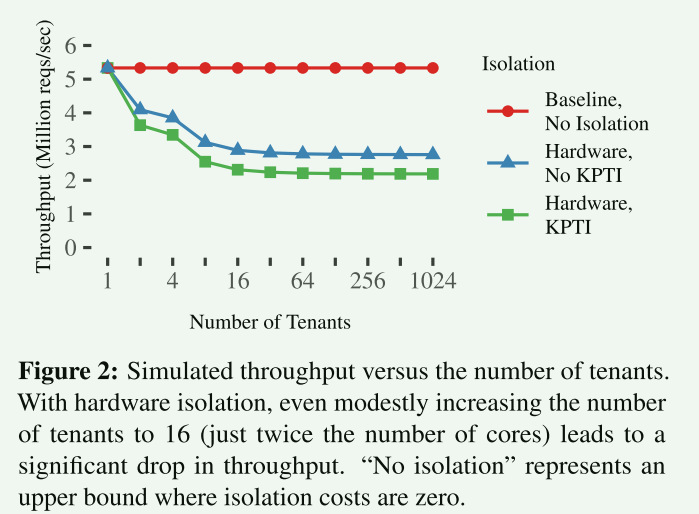 Throughput (Million reqs/sec)
6
5
4
3
2
1
0
1 4 16 64 256 1024
Number of Tenants
Isolation
Baseline,
No Isolation
Hardware,
No KPTI
Hardware,
KPTI
Figure 2: Simulated throughput versus the number of tenants.
With hardware isolation, even modestly increasing the number
of tenants to 16 (just twice the number of cores) leads to a
significant drop in throughput. “No isolation” represents an
upper bound where isolation costs are zero.